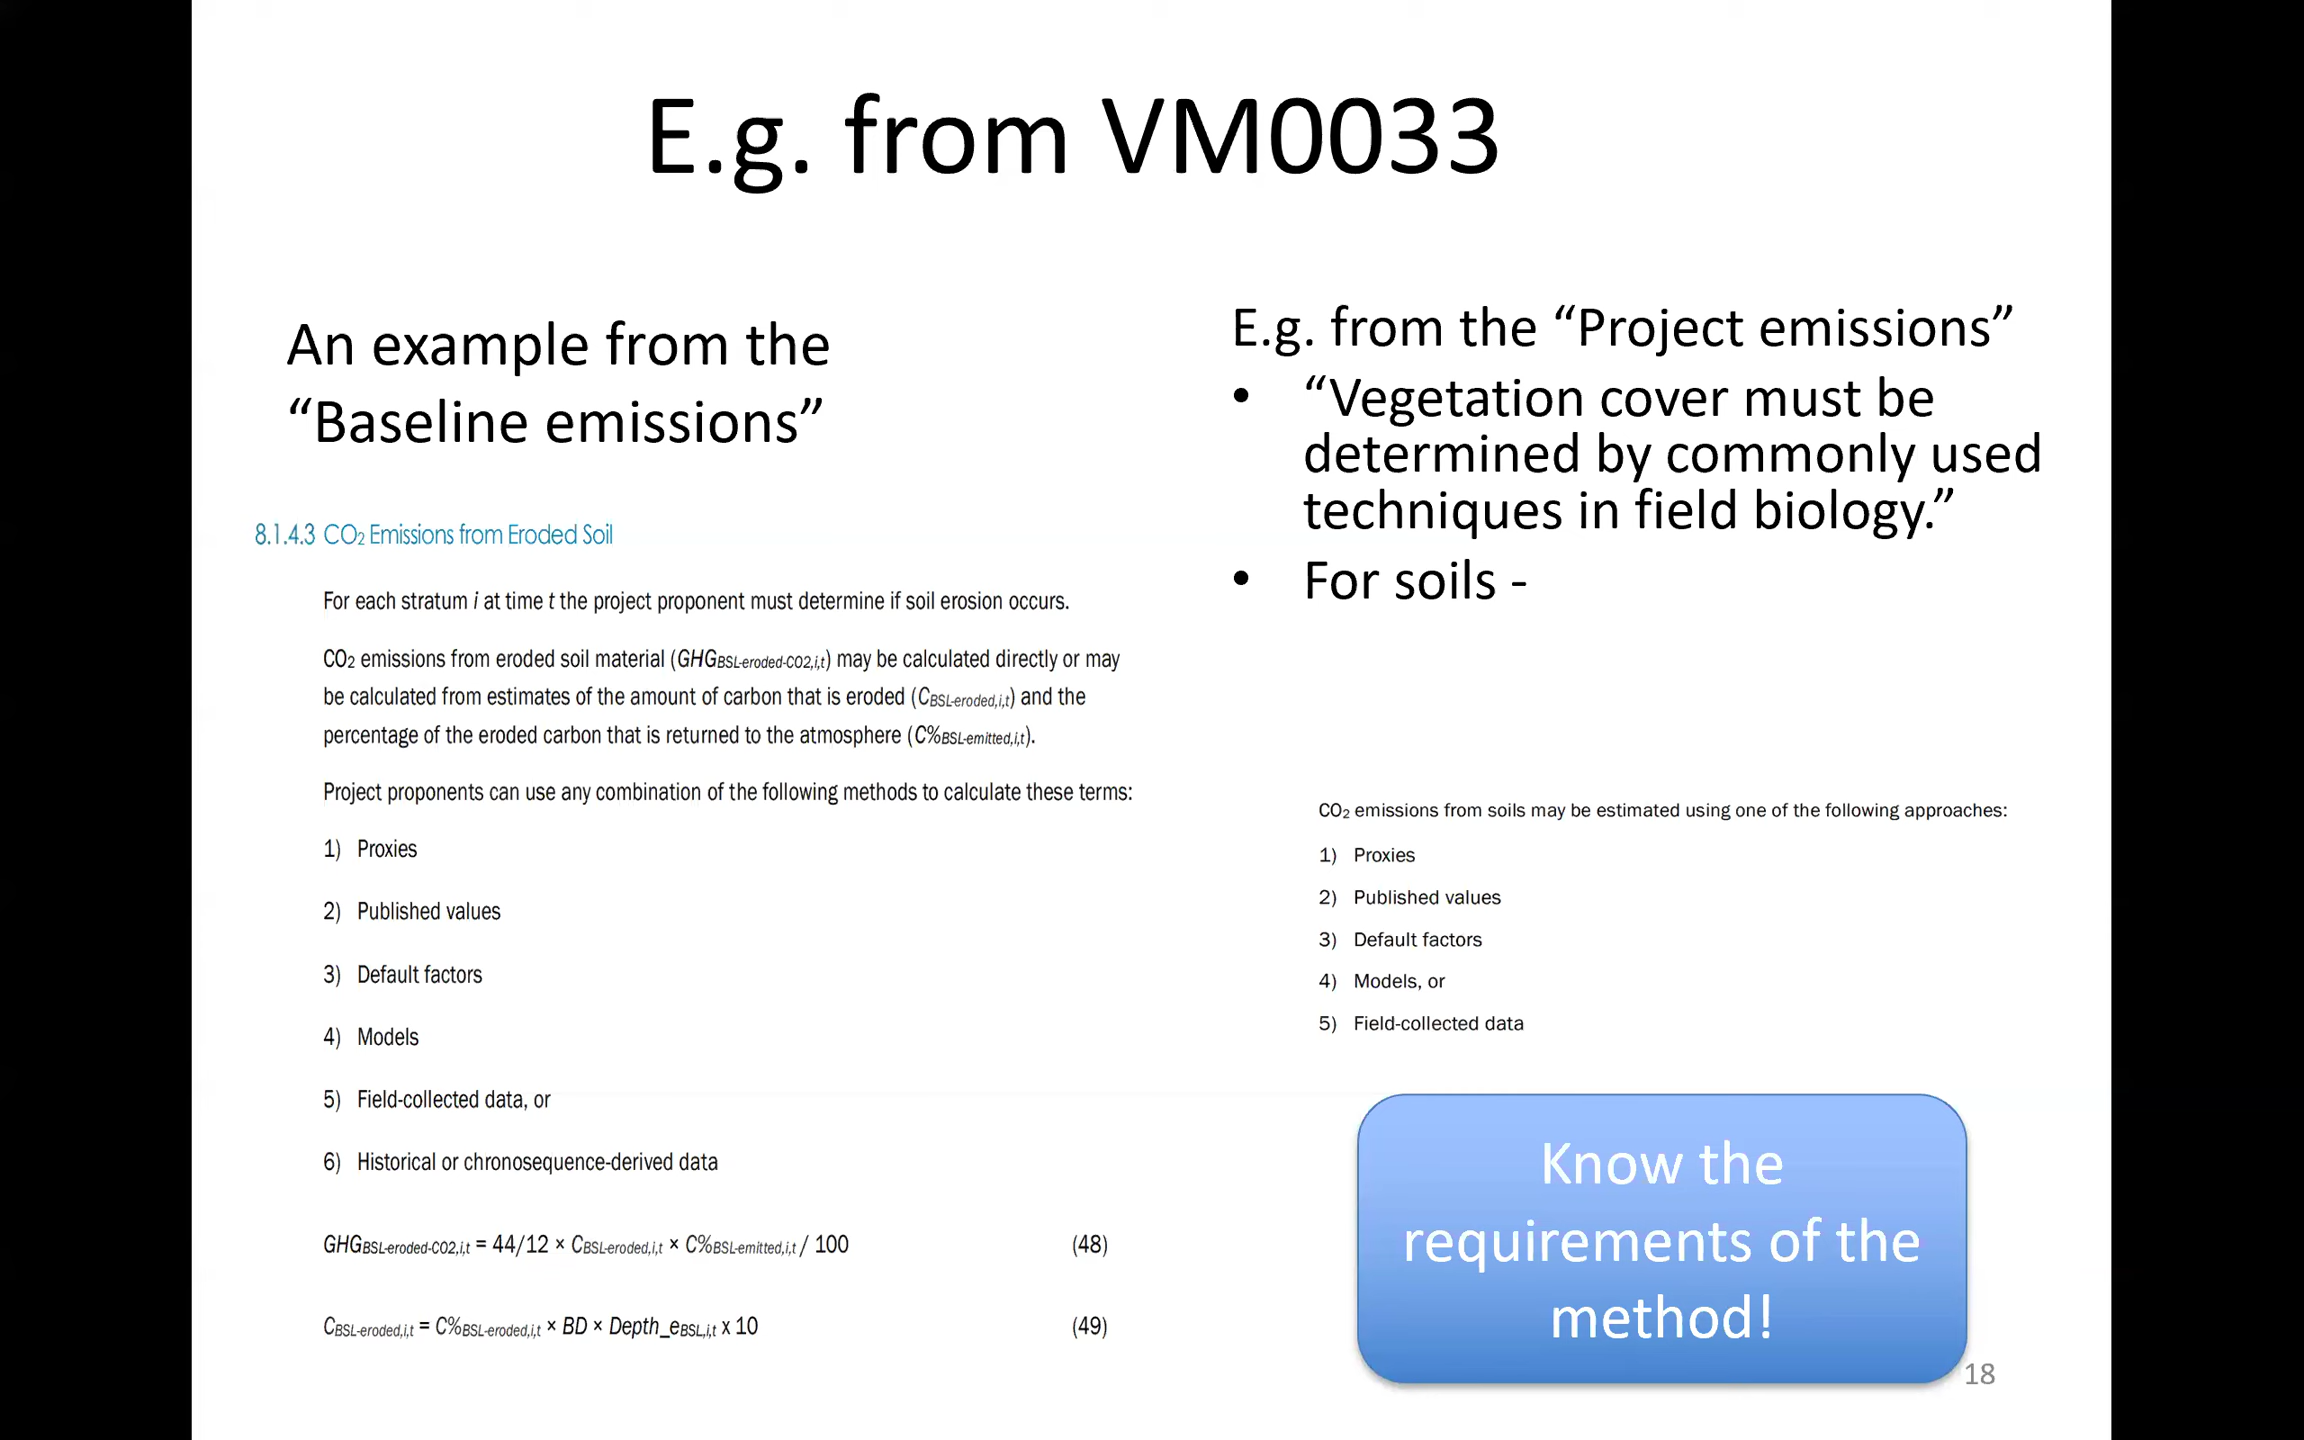 E.g. from VM0033
An example from the
“Baseline emissions”
8.1.4.3 CO2 Emissions from Eroded Soil
For each stratum i at time t the project proponent must determine if soil erosion occurs.
CO2 emissions from eroded soil material (GHGBSL-eroded-CO2,i,t) may be calculated directly or may
be calculated from estimates of the amount of carbon that is eroded (CBSL-eroded,i,t) and the
percentage of the eroded carbon that is returned to the atmosphere (C%BSL-emitted,i,t).
Project proponents can use any combination of the following methods to calculate these terms:
1) Proxies
2) Published values
3) Default factors
4) Models
5) Field-collected data, or
6) Historical or chronosequence-derived data
GHGBSL-eroded-CO2,i,t = 44/12 × CBSL-eroded,i,t × C%BSL-emitted,i,t / 100 (48)
CBSL-eroded,i,t = C%BSL-eroded,i,t × BD × Depth_eBSL,i,t x 10 (49)
E.g. from the “Project emissions”
• “Vegetation cover must be
determined by commonly used
techniques in field biology.”
• For soils -
CO2 emissions from soils may be estimated using one of the following approaches:
1) Proxies
2) Published values
3) Default factors
4) Models, or
5) Field-collected data
Know the
requirements of the
method!
18